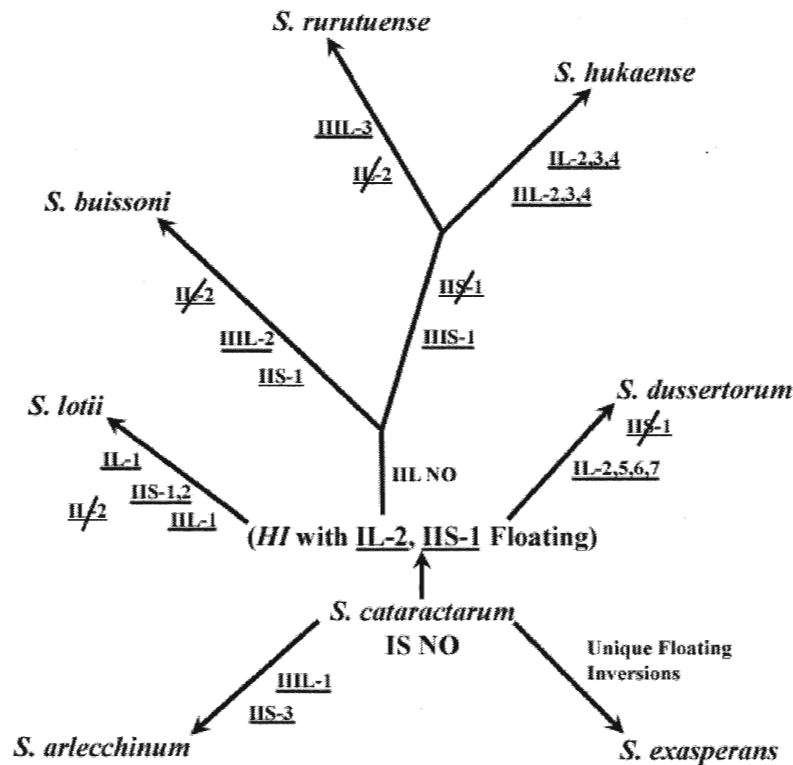 S. rurutuense
S. hukaense
IIIL-3
IL-2
IL-2,3,4
IIIL-2,3,4
S. buissoni
IL-2
IIS-1
IIIL-2
IIIS-1
IIS-1
S. lotii
S. dussertorum
IIS-1
IL-1
IIL NO
IL-2,5,6,7
IIS-1,2
IL-2
IIIL-1
(HI with IL-2, IIS-1 Floating)
S. cataractarum
IS NO
Unique Floating
Inversions
IIIL-1
IIS-3
S. arlecchinum
S. exasperans